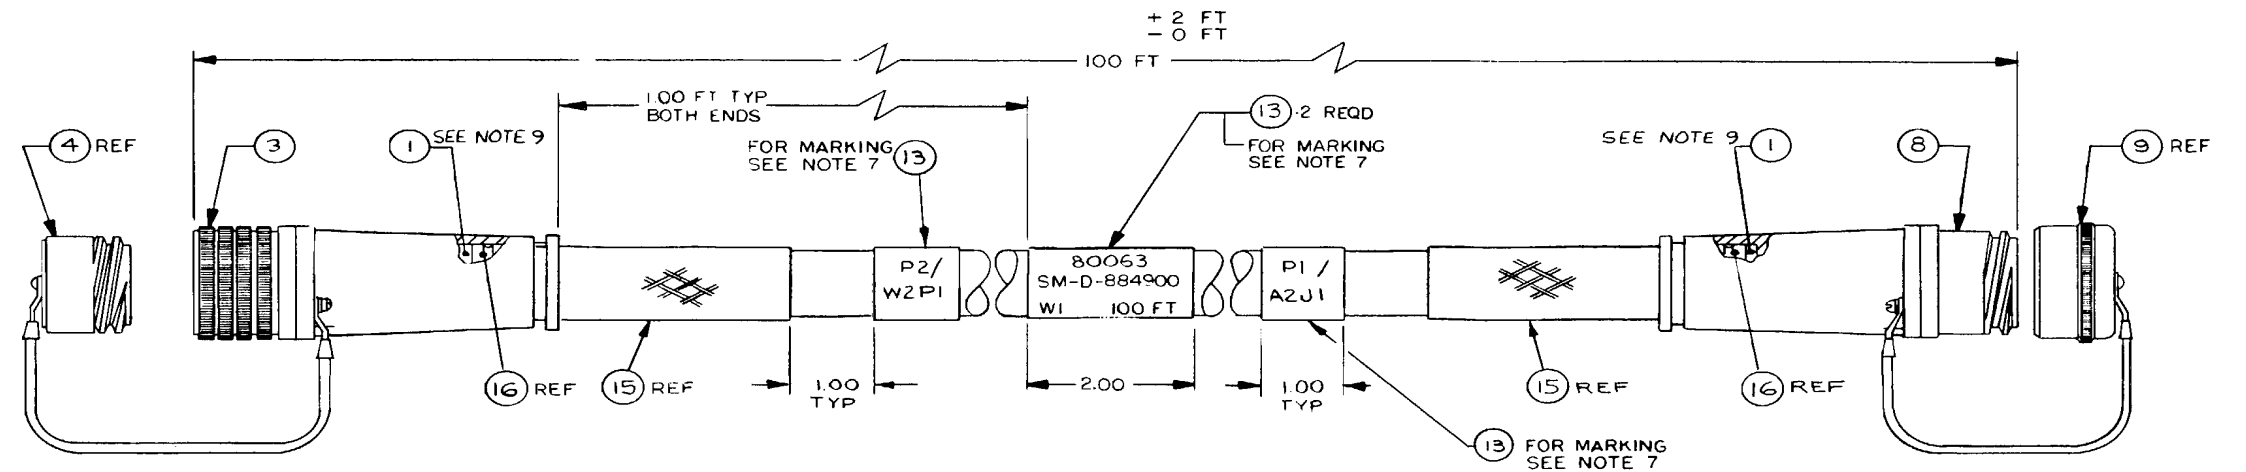 + 2 FT
- 0 FT
100 FT
1.00 FT TYP
BOTH ENDS
13 -2 REQD
FOR MARKING
SEE NOTE 7
4 REF
3
1 SEE NOTE 9
FOR MARKING
SEE NOTE 7 13
SEE NOTE 9 1
8
9 REF
P2/
W2P1
80063
SM-D-884900
W1 100 FT
P1 /
A2J1
16 REF
15 REF
1.00
TYP
2.00
1.00
TYP
15 REF
16 REF
13 FOR MARKING
SEE NOTE 7